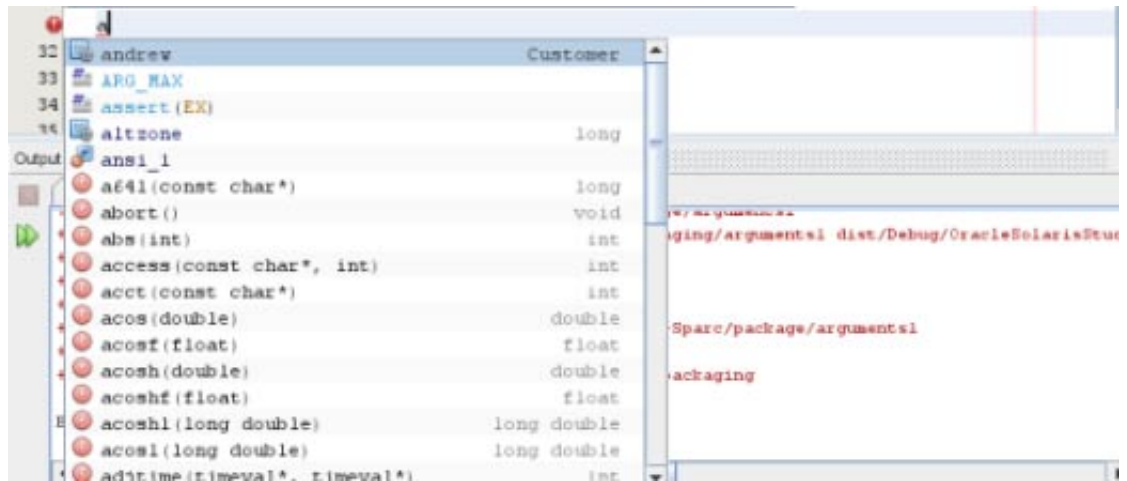 a
32 andrew Customer
33 ARG_MAX
34 assert(EX)
35 altzone long
Output ansi_1
a641(const char*) long
abort() void
abs(int) int
aging/arguments1 dist/Debug/OracleSolarisStud
access(const char*, int) int
acct(const char*) int
acos(double) double
-Sparc/package/arguments1
acosf(float) float
acosh(double) double
ackaging
acoshf(float) float
acoshl(long double) long double
acosl(long double) long double
adjtime(timeval*, timeval*) int